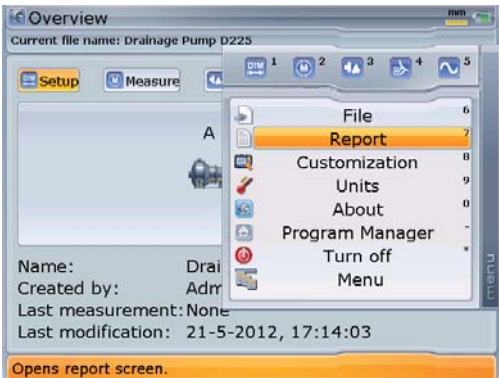 Overview
mm
Current file name: Drainage Pump D225
DIM 1 2 3 4 5
Setup
Measure
A
File 6
Report 7
Customization 8
Units 9
About 0
Program Manager -
Turn off *
Menu
menu
Name: Drai
Created by: Adm
Last measurement: None
Last modification: 21-5-2012, 17:14:03
Opens report screen.